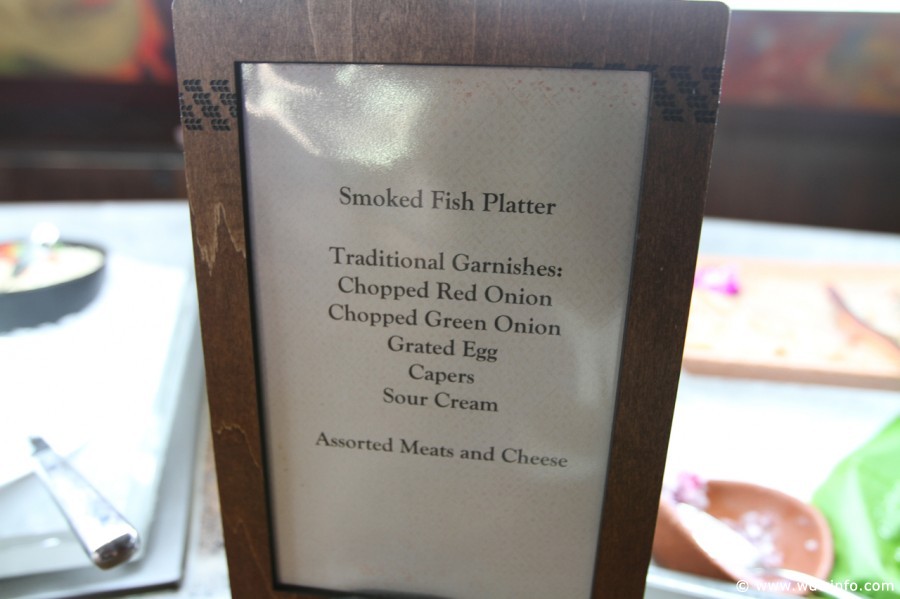 Smoked Fish Platter
Traditional Garnishes:
Chopped Red Onion
Chopped Green Onion
Grated Egg
Capers
Sour Cream
Assorted Meats and Cheese